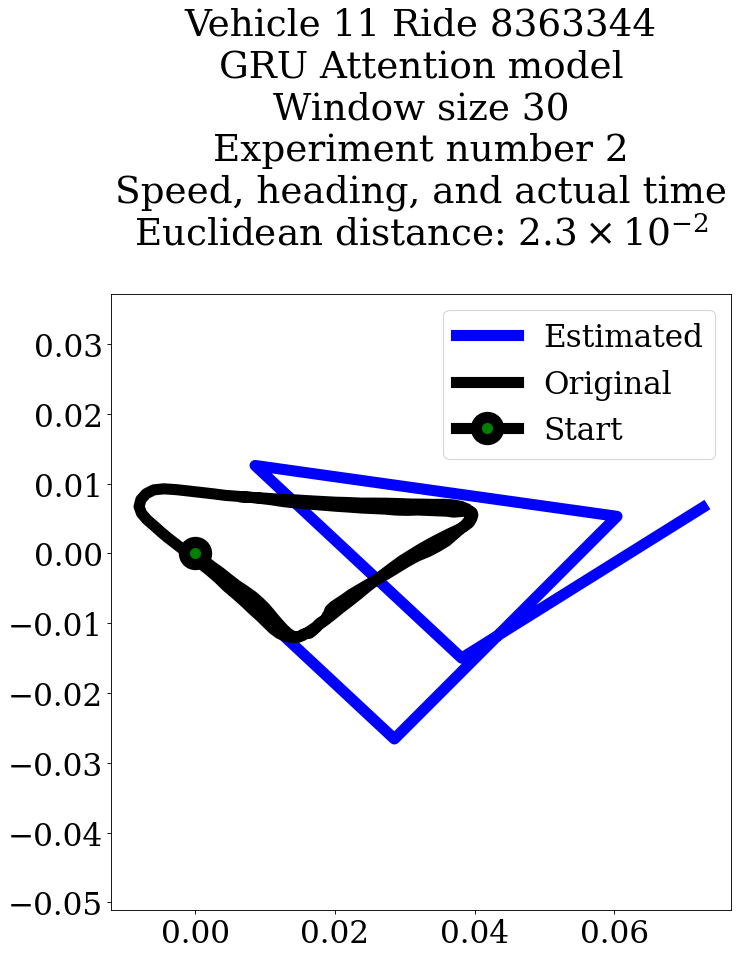 Vehicle 11 Ride 8363344
GRU Attention model
Window size 30
Experiment number 2
Speed, heading, and actual time
Euclidean distance: 2.3 × 10⁻²
Estimated
Original
Start
0.03
0.02
0.01
0.00
−0.01
−0.02
−0.03
−0.04
−0.05
0.00 0.02 0.04 0.06